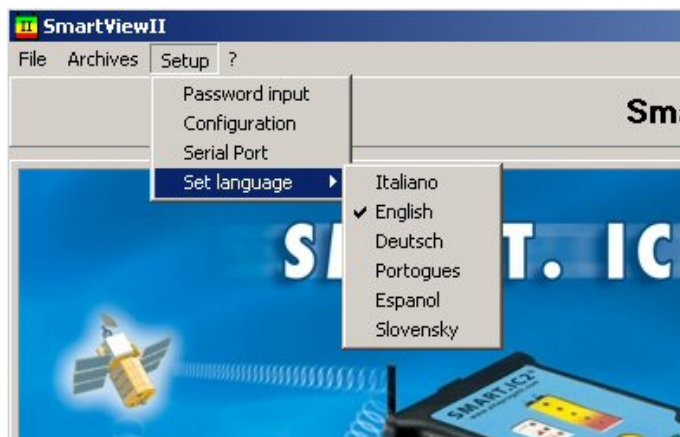 SmartViewII
File Archives Setup ?
Password input
Configuration
Serial Port
Set language
Italiano
English
Deutsch
Portogues
Espanol
Slovensky
SMART.IC2